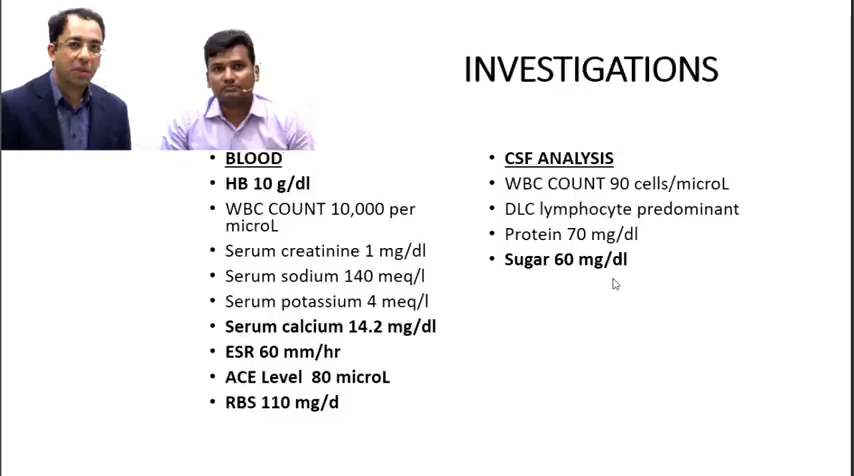 INVESTIGATIONS
• BLOOD
• HB 10 g/dl
• WBC COUNT 10,000 per
microL
• Serum creatinine 1 mg/dl
• Serum sodium 140 meq/l
• Serum potassium 4 meq/l
• Serum calcium 14.2 mg/dl
• ESR 60 mm/hr
• ACE Level  80 microL
• RBS 110 mg/d
• CSF ANALYSIS
• WBC COUNT 90 cells/microL
• DLC lymphocyte predominant
• Protein 70 mg/dl
• Sugar 60 mg/dl